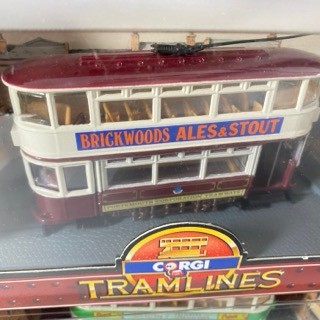 BRICKWOODS ALES & STOUT
CORGI
TRAMLINES